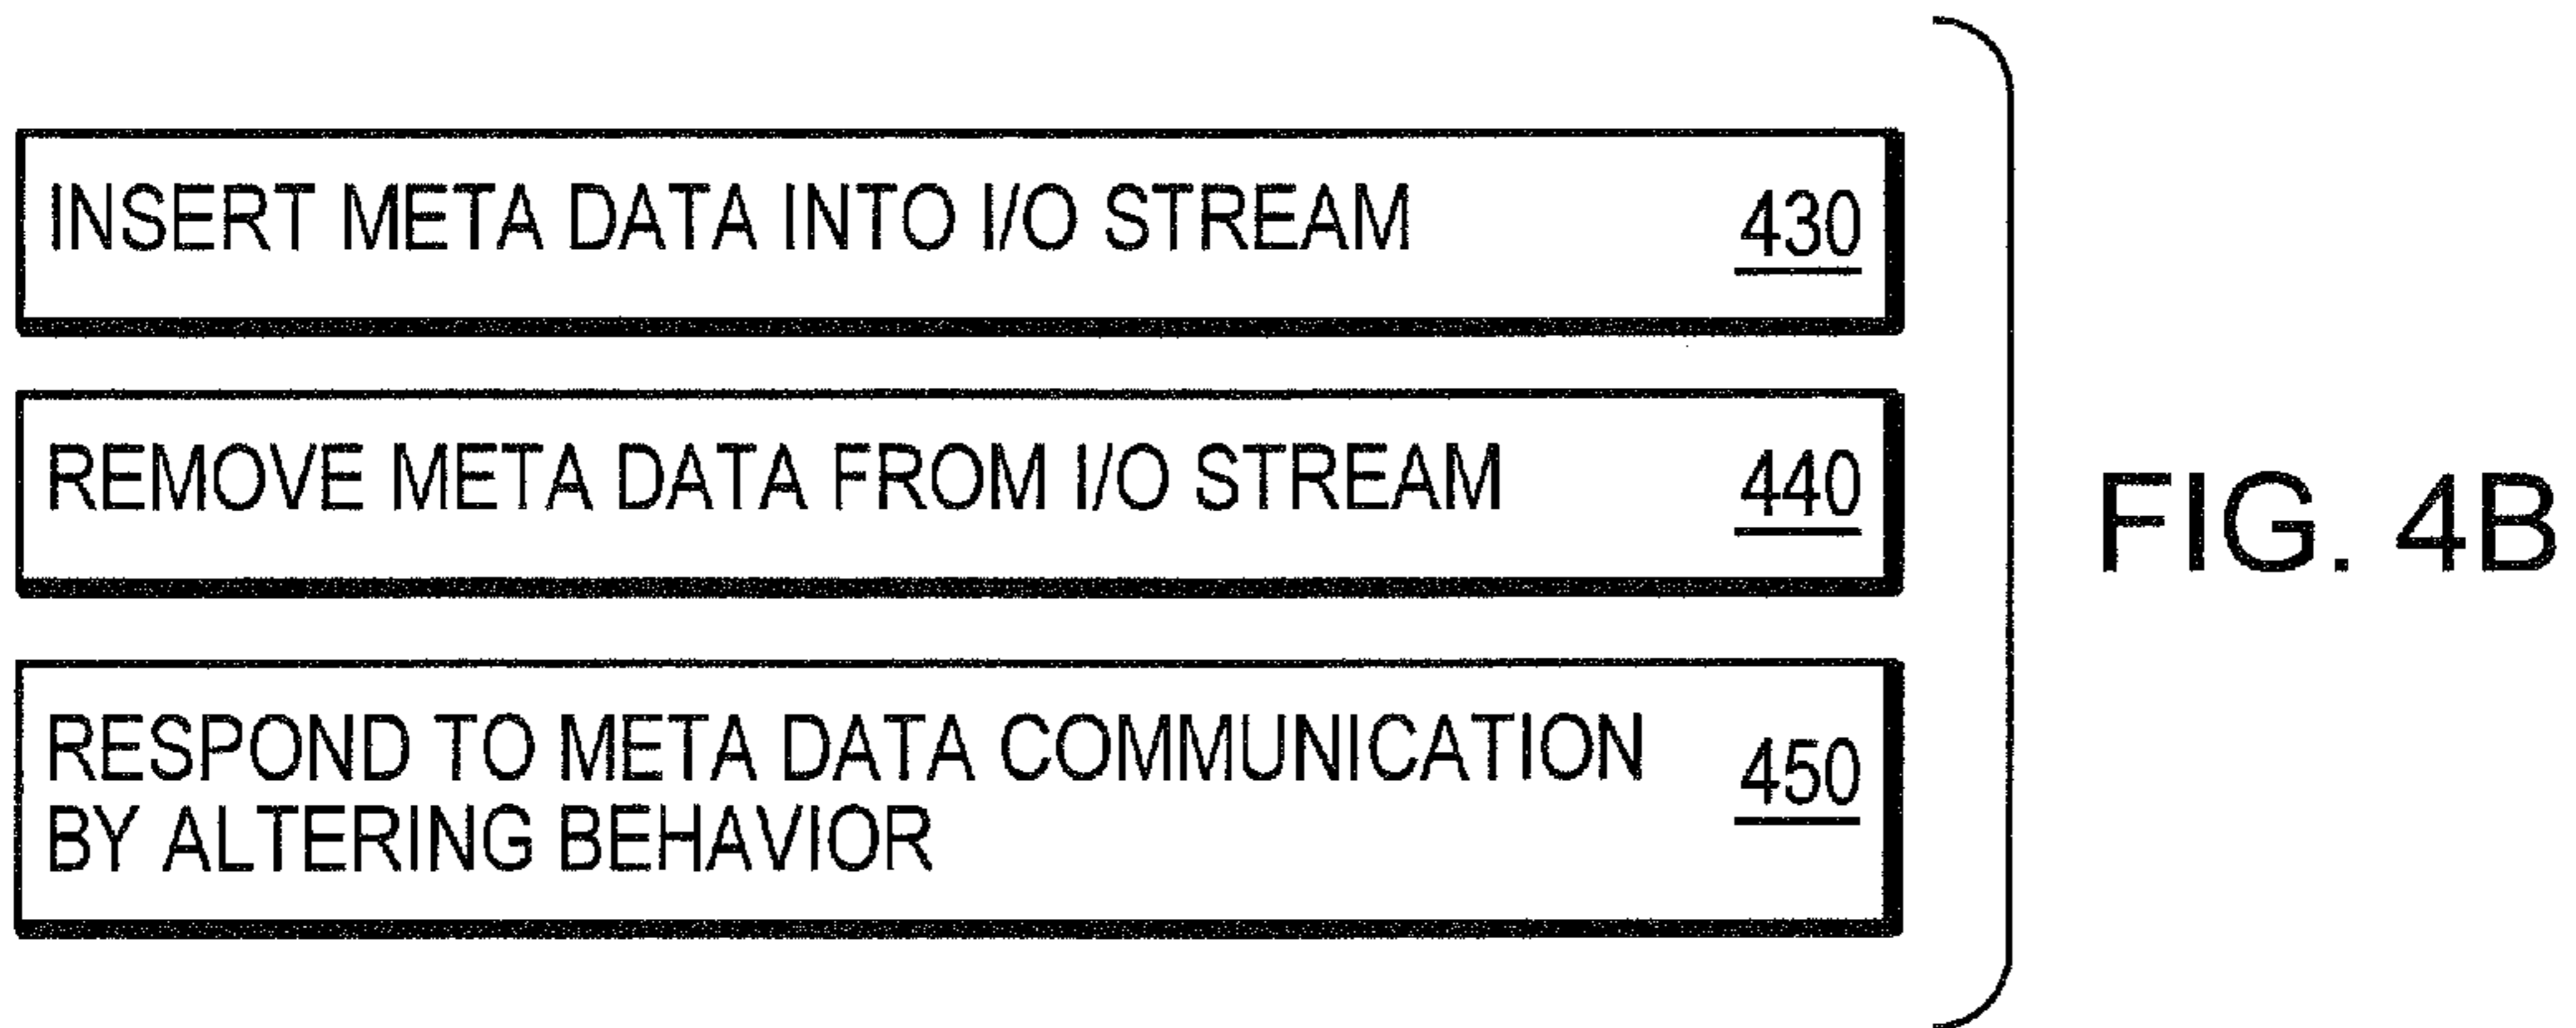 INSERT META DATA INTO I/O STREAM 430
REMOVE META DATA FROM I/O STREAM 440
RESPOND TO META DATA COMMUNICATION
BY ALTERING BEHAVIOR
450
FIG. 4B